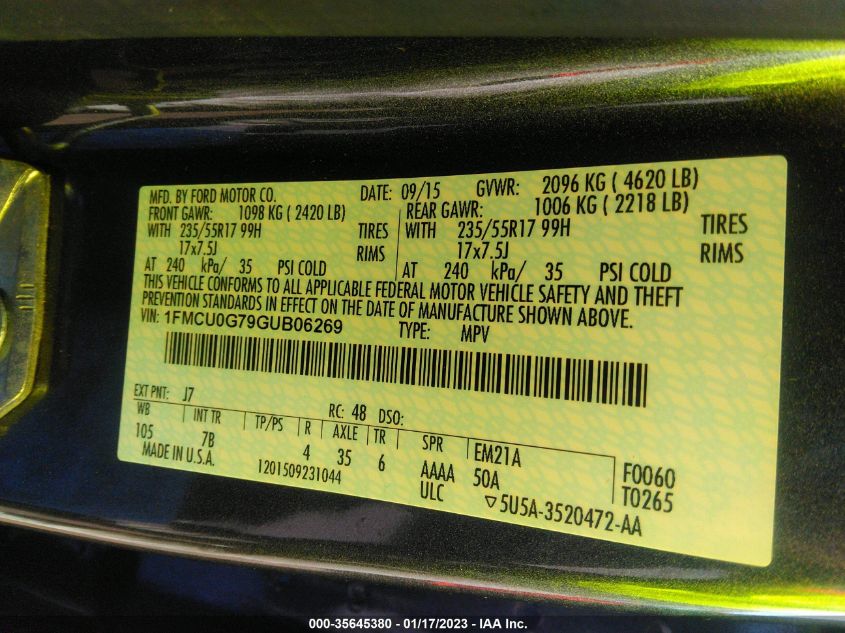 MFD. BY FORD MOTOR CO. DATE: 09/15 GVWR: 2096 KG ( 4620 LB)
FRONT GAWR: 1098 KG ( 2420 LB) REAR GAWR: 1006 KG ( 2218 LB)
WITH 235/55R17 99H TIRES WITH 235/55R17 99H TIRES
17x7.5J RIMS 17x7.5J RIMS
AT 240 kPa/ 35 PSI COLD AT 240 kPa/ 35 PSI COLD
THIS VEHICLE CONFORMS TO ALL APPLICABLE FEDERAL MOTOR VEHICLE SAFETY AND THEFT
PREVENTION STANDARDS IN EFFECT ON THE DATE OF MANUFACTURE SHOWN ABOVE.
VIN: 1FMCU0G79GUB06269 TYPE: MPV
EXT PNT: J7 RC: 48 DSO:
WB INT TR TP/PS R AXLE TR SPR EM21A F0060
105 7B 4 35 6 AAAA 50A T0265
MADE IN U.S.A. 1201509231044 ULC ▽5U5A-3520472-AA
000-35645380 - 01/17/2023 - IAA Inc.